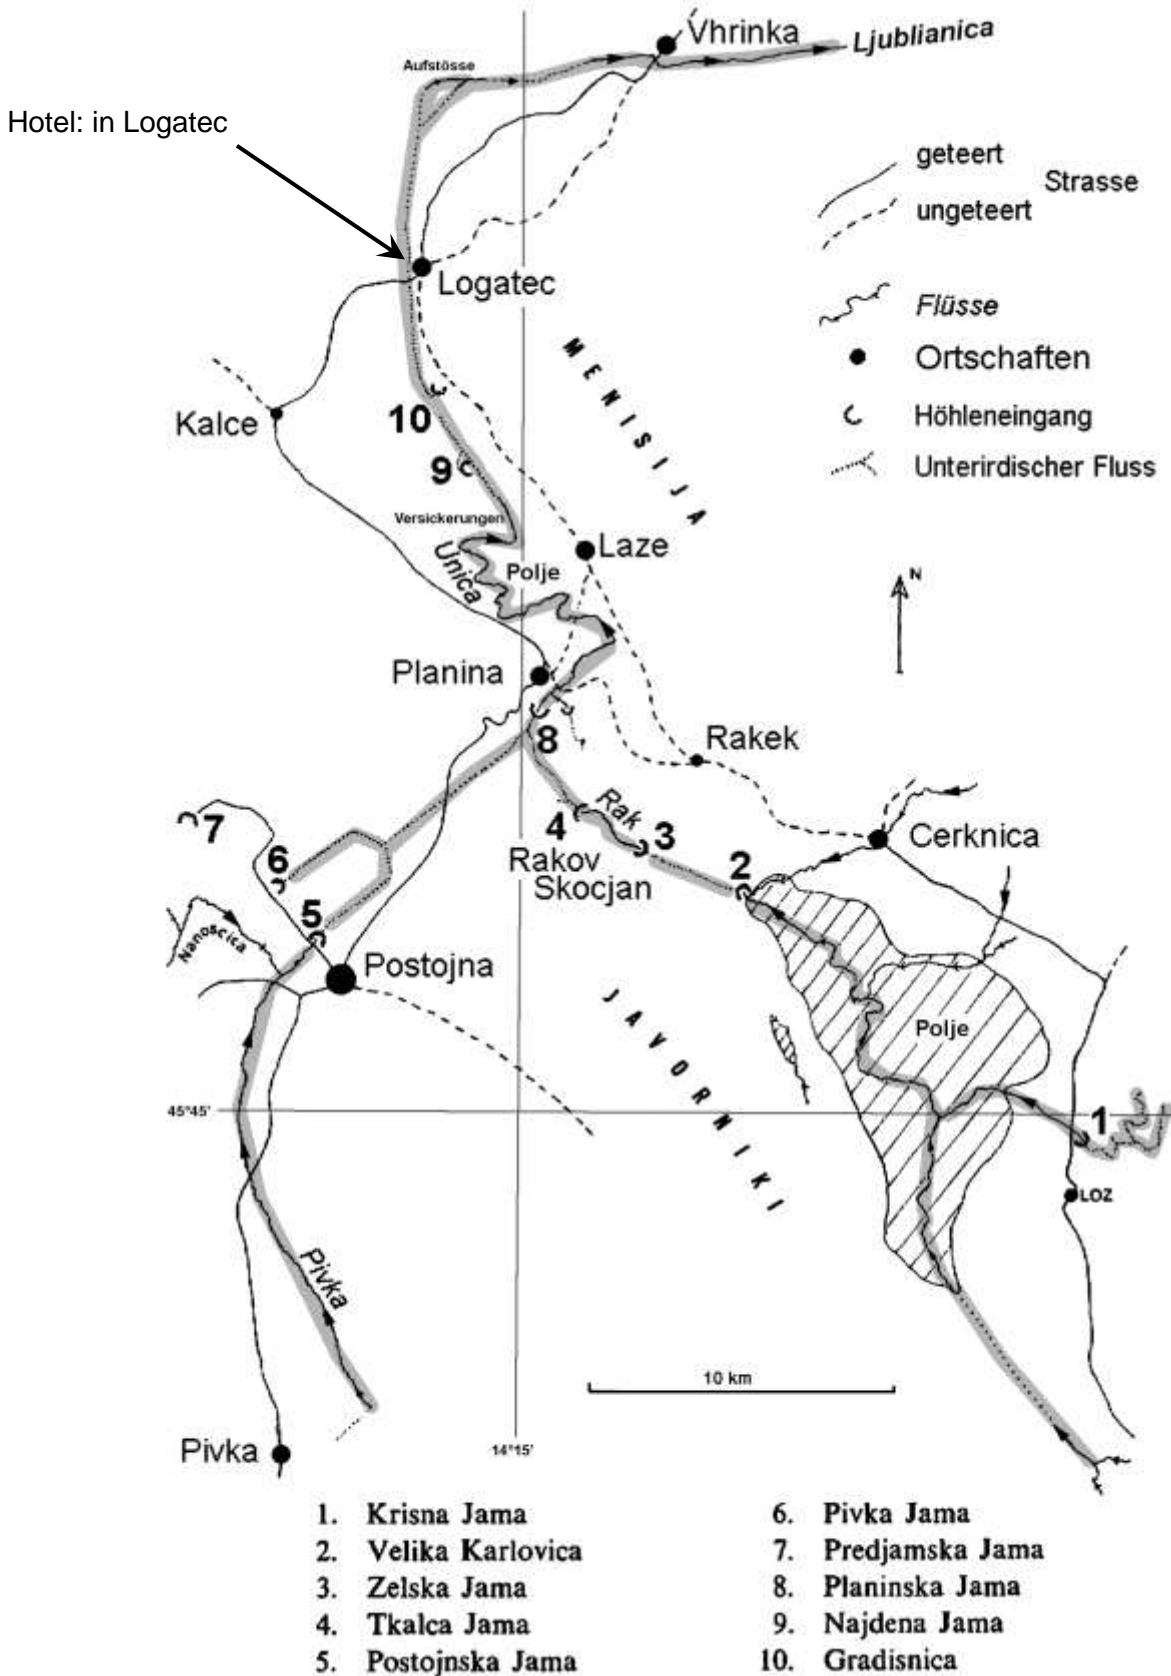 Vhrinka
Ljublianica
Aufstösse
Hotel: in Logatec
geteert
Strasse
ungeteert
Logatec
Flüsse
MENISIJA
Ortschaften
Kalce
10
Höhleneingang
9
Unterirdischer Fluss
Versickerungen
Unica
Laze
Polje
N
Planina
8
Rakek
7
Rak
4
3
Cerknica
6
Rakov
Skocjan
2
5
Nanoscica
Postojna
JAVORNIKI
Polje
45°45'
1
LOZ
Pivka
10 km
Pivka
14°15'
1. Krisna Jama
2. Velika Karlovica
3. Zelska Jama
4. Tkalca Jama
5. Postojnska Jama
6. Pivka Jama
7. Predjamska Jama
8. Planinska Jama
9. Najdena Jama
10. Gradisnica